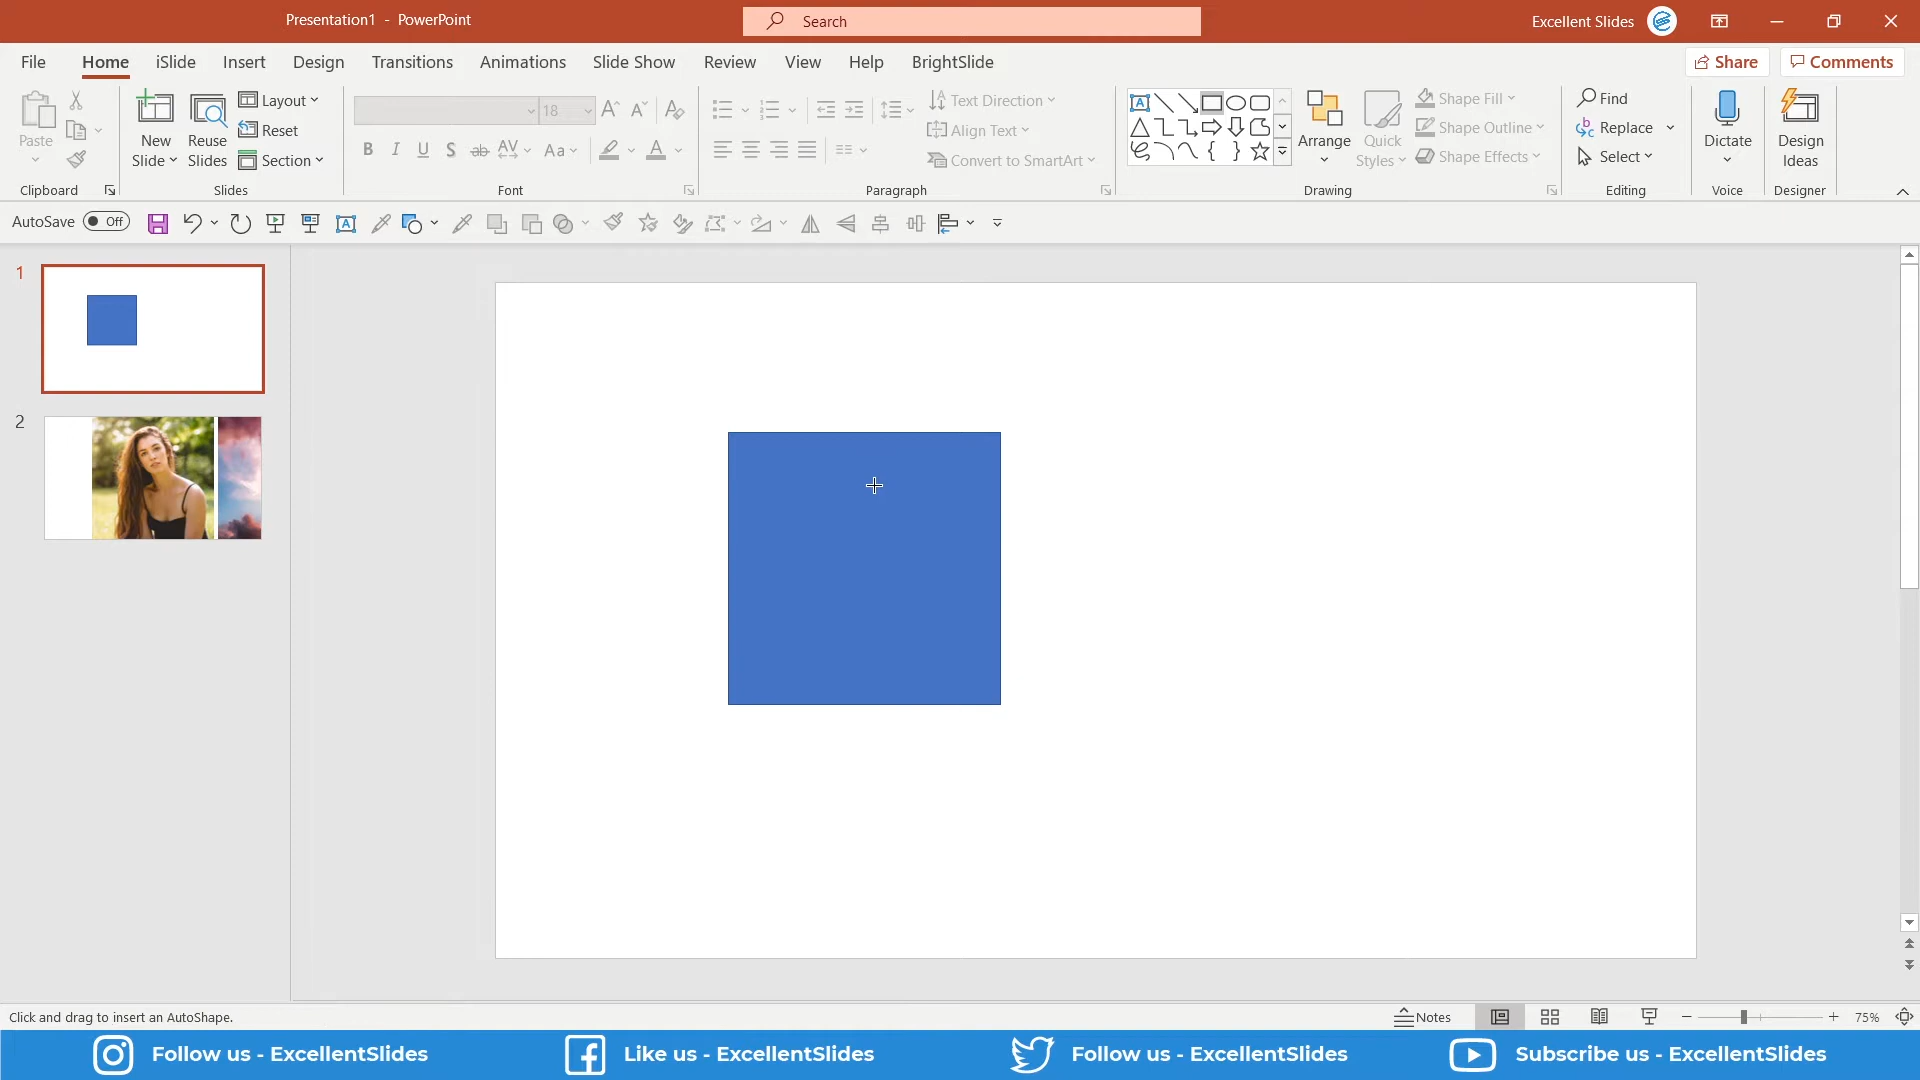 Presentation1 - PowerPoint
Search
Excellent Slides
File Home iSlide Insert Design Transitions Animations Slide Show Review View Help BrightSlide
Share Comments
Paste
New Slide
Reuse Slides
Layout
Reset
Section
18
B I U S ab AV Aa A
Text Direction
Align Text
Convert to SmartArt
Arrange
Quick Styles
Shape Fill
Shape Outline
Shape Effects
Find
Replace
Select
Dictate
Design Ideas
Clipboard Slides Font Paragraph Drawing Editing Voice Designer
AutoSave Off
1
2
Click and drag to insert an AutoShape.
Notes
75%
Follow us - ExcellentSlides
Like us - ExcellentSlides
Follow us - ExcellentSlides
Subscribe us - ExcellentSlides